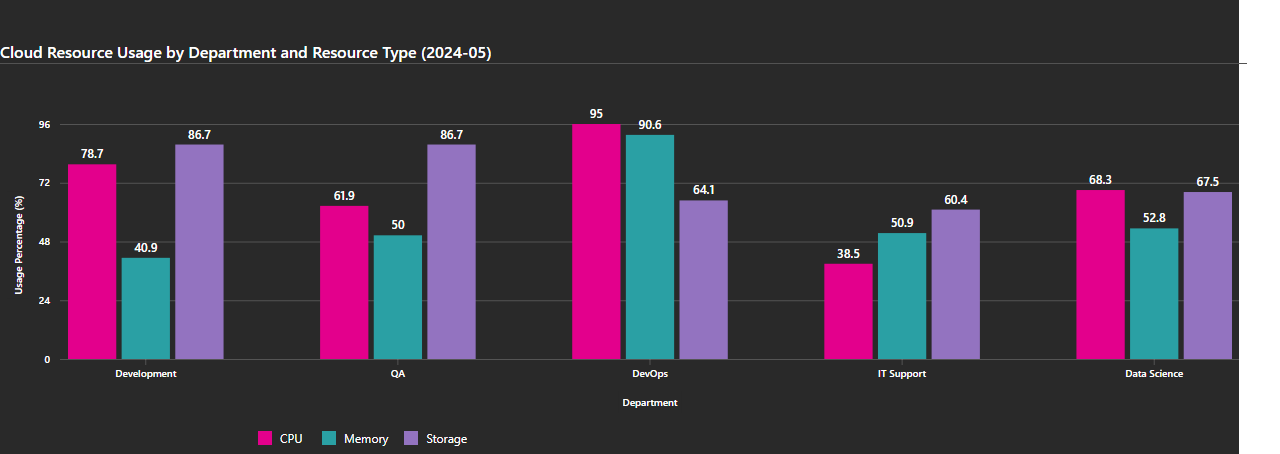 Cloud Resource Usage by Department and Resource Type (2024-05)
Usage Percentage (%)
96
72
48
24
0
78.7
40.9
86.7
61.9
50
86.7
95
90.6
64.1
38.5
50.9
60.4
68.3
52.8
67.5
Development
QA
DevOps
IT Support
Data Science
Department
CPU
Memory
Storage